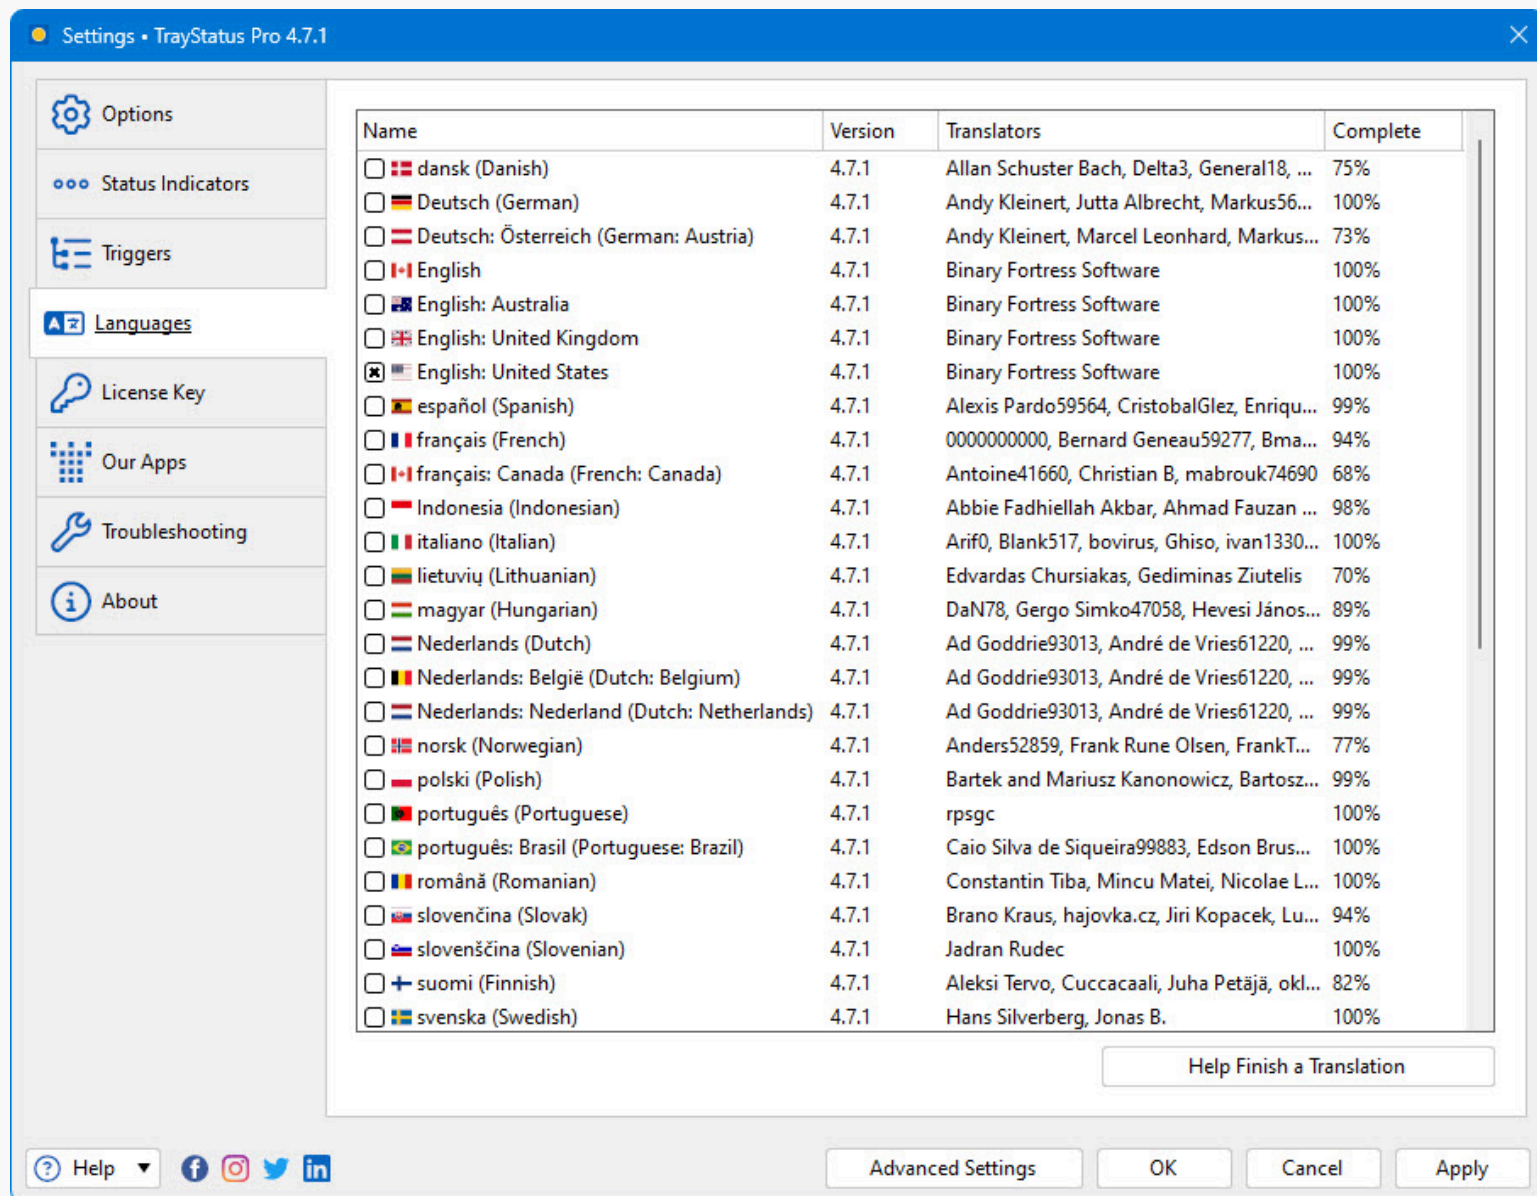 Settings • TrayStatus Pro 4.7.1
Options
Status Indicators
Triggers
Languages
License Key
Our Apps
Troubleshooting
About
Name Version Translators Complete
dansk (Danish) 4.7.1 Allan Schuster Bach, Delta3, General18, ... 75%
Deutsch (German) 4.7.1 Andy Kleinert, Jutta Albrecht, Markus56... 100%
Deutsch: Österreich (German: Austria) 4.7.1 Andy Kleinert, Marcel Leonhard, Markus... 73%
English 4.7.1 Binary Fortress Software 100%
English: Australia 4.7.1 Binary Fortress Software 100%
English: United Kingdom 4.7.1 Binary Fortress Software 100%
English: United States 4.7.1 Binary Fortress Software 100%
español (Spanish) 4.7.1 Alexis Pardo59564, CristobalGlez, Enriqu... 99%
français (French) 4.7.1 0000000000, Bernard Geneau59277, Bma... 94%
français: Canada (French: Canada) 4.7.1 Antoine41660, Christian B, mabrouk74690 68%
Indonesia (Indonesian) 4.7.1 Abbie Fadhiellah Akbar, Ahmad Fauzan ... 98%
italiano (Italian) 4.7.1 Arif0, Blank517, bovirus, Ghiso, ivan1330... 100%
lietuvių (Lithuanian) 4.7.1 Edvardas Chursiakas, Gediminas Ziutelis 70%
magyar (Hungarian) 4.7.1 DaN78, Gergo Simko47058, Hevesi János... 89%
Nederlands (Dutch) 4.7.1 Ad Goddrie93013, André de Vries61220, ... 99%
Nederlands: België (Dutch: Belgium) 4.7.1 Ad Goddrie93013, André de Vries61220, ... 99%
Nederlands: Nederland (Dutch: Netherlands) 4.7.1 Ad Goddrie93013, André de Vries61220, ... 99%
norsk (Norwegian) 4.7.1 Anders52859, Frank Rune Olsen, FrankT... 77%
polski (Polish) 4.7.1 Bartek and Mariusz Kanonowicz, Bartosz... 99%
português (Portuguese) 4.7.1 rpsgc 100%
português: Brasil (Portuguese: Brazil) 4.7.1 Caio Silva de Siqueira99883, Edson Brus... 100%
română (Romanian) 4.7.1 Constantin Tiba, Mincu Matei, Nicolae L... 100%
slovenčina (Slovak) 4.7.1 Brano Kraus, hajovka.cz, Jiri Kopacek, Lu... 94%
slovenščina (Slovenian) 4.7.1 Jadran Rudec 100%
suomi (Finnish) 4.7.1 Aleksi Tervo, Cuccacaali, Juha Petäjä, okl... 82%
svenska (Swedish) 4.7.1 Hans Silverberg, Jonas B. 100%
Help Finish a Translation
Help Advanced Settings OK Cancel Apply